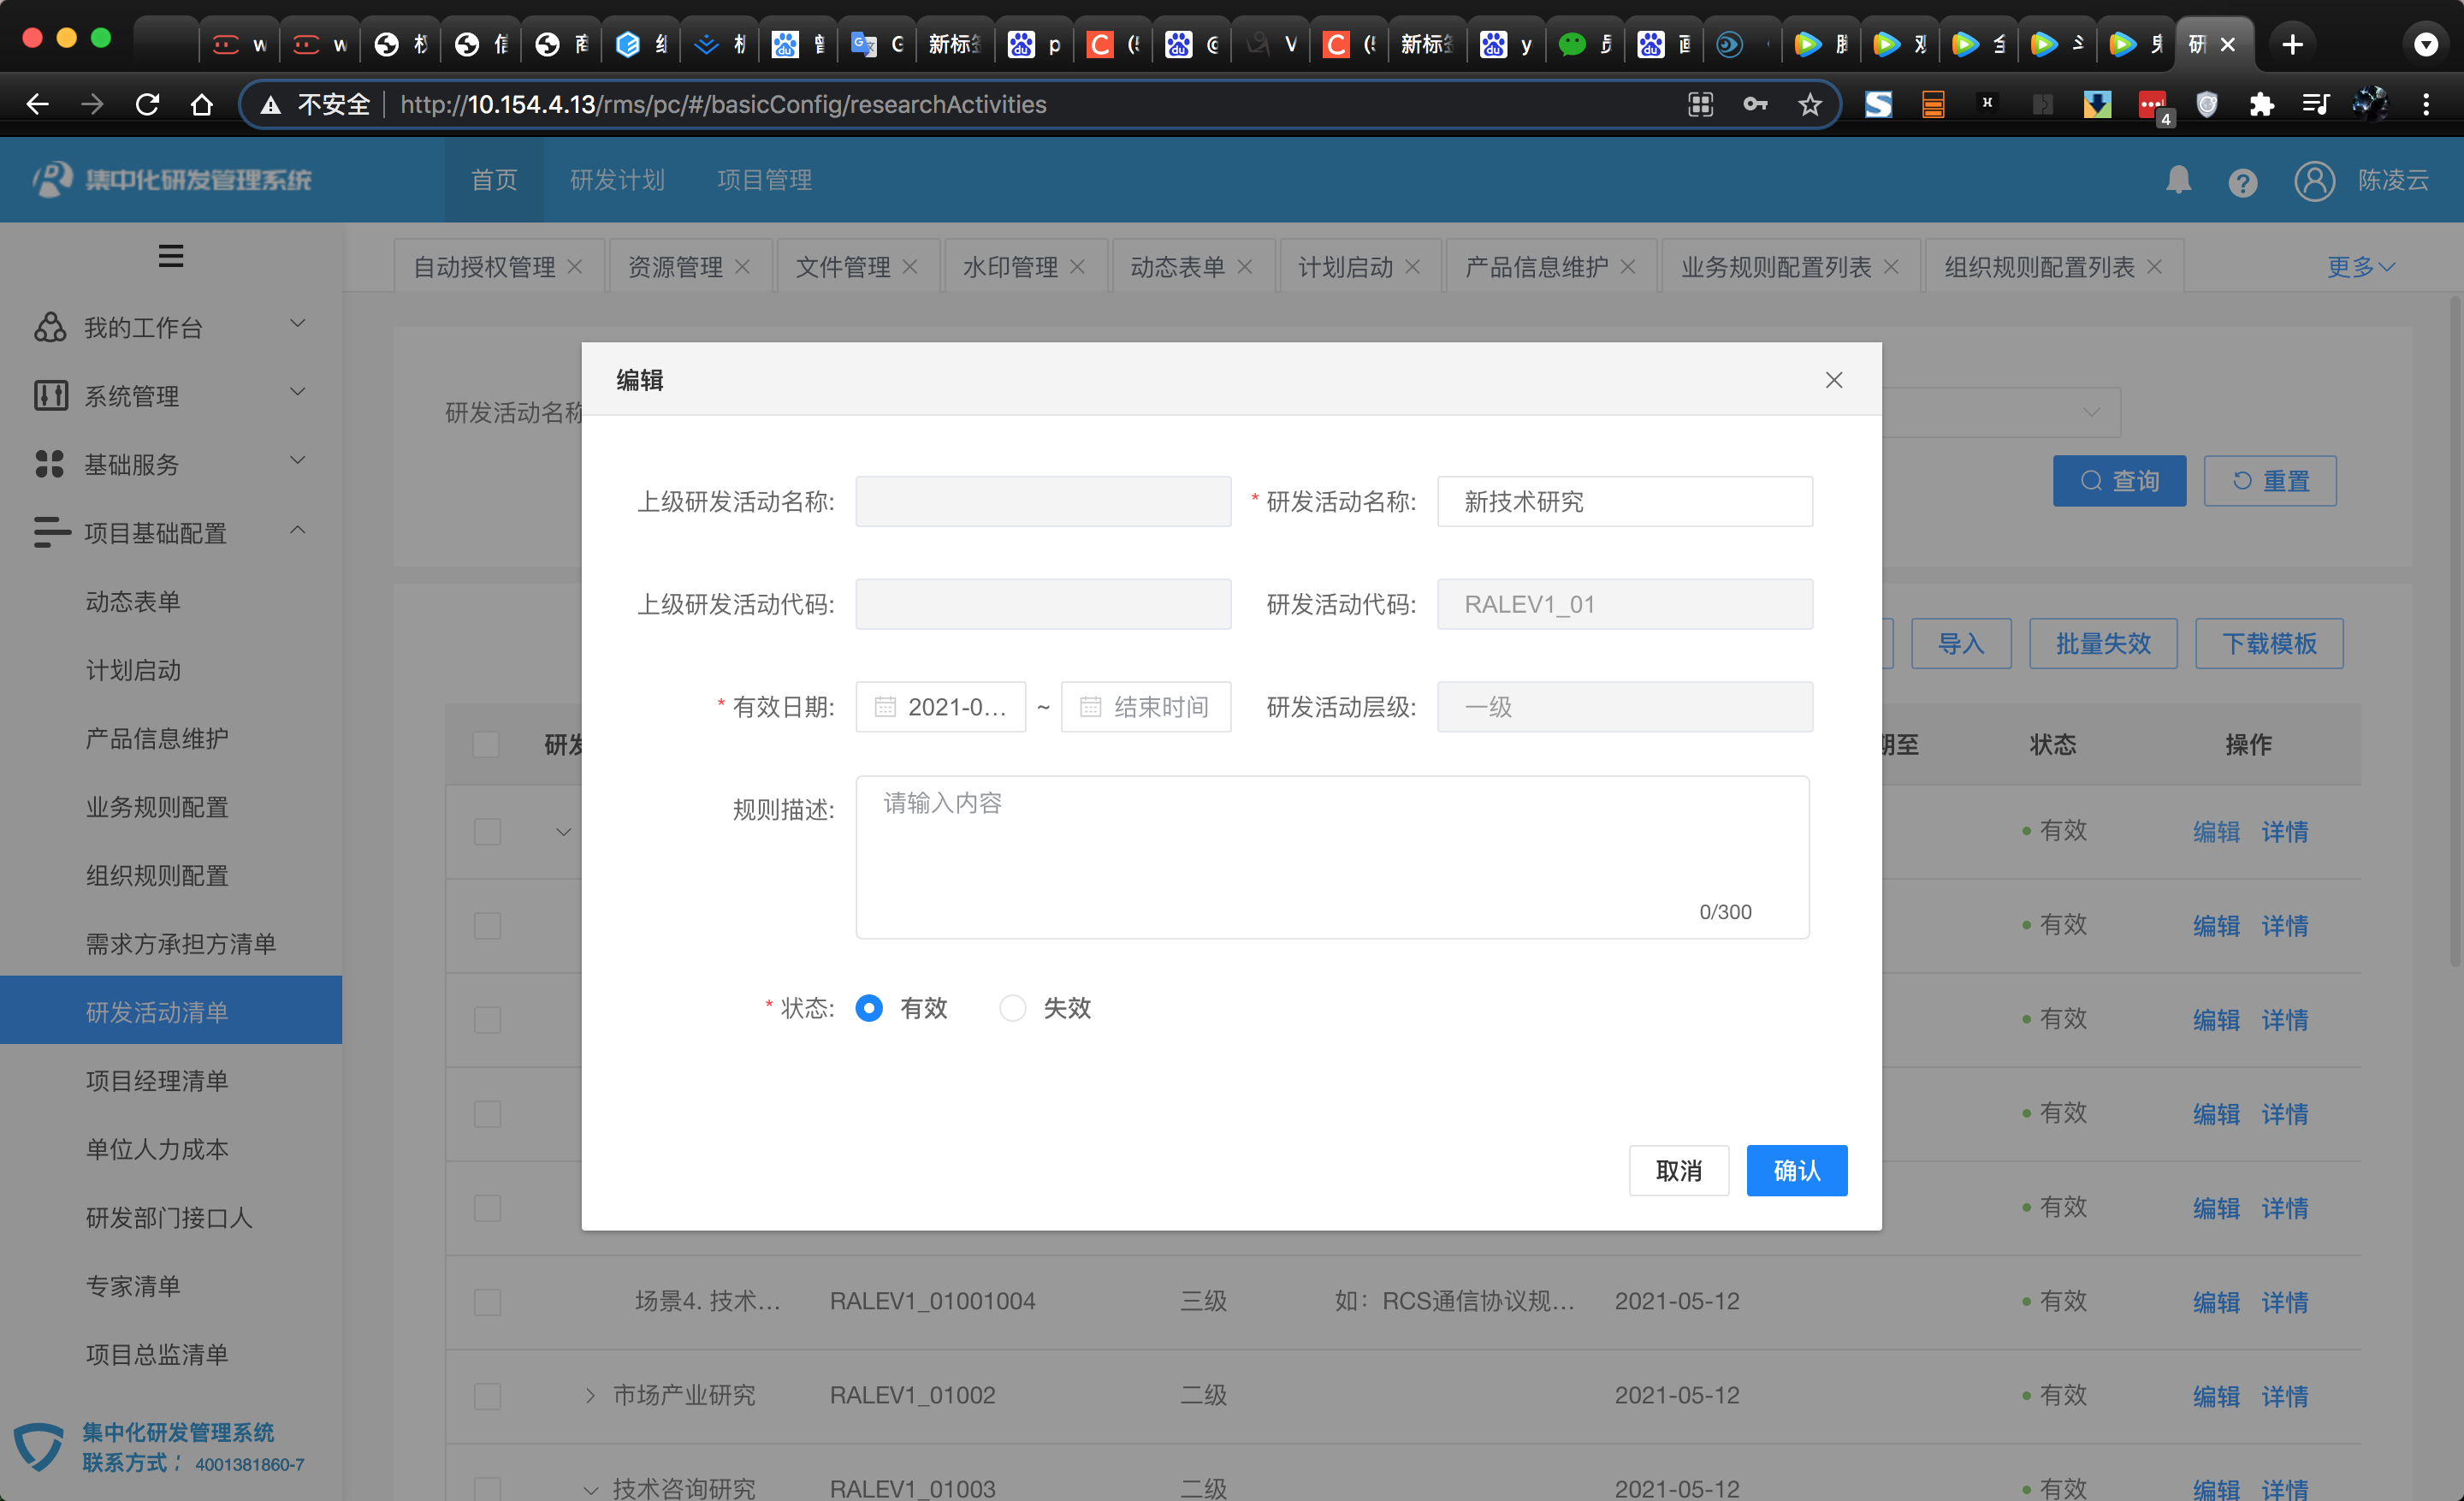 新标签
新标签
不安全
http://10.154.4.13/rms/pc/#/basicConfig/researchActivities
4
集中化研发管理系统
首页 研发计划 项目管理
陈凌云
自动授权管理 资源管理 文件管理 水印管理 动态表单 计划启动 产品信息维护 业务规则配置列表 组织规则配置列表 更多
我的工作台
系统管理
基础服务
项目基础配置
动态表单
计划启动
产品信息维护
业务规则配置
组织规则配置
需求方承担方清单
研发活动清单
项目经理清单
单位人力成本
研发部门接口人
专家清单
项目总监清单
集中化研发管理系统
联系方式： 4001381860-7
研发活动名称
查询 重置
导入 批量失效 下载模板
研发 期至 状态 操作
有效 编辑 详情
有效 编辑 详情
有效 编辑 详情
有效 编辑 详情
有效 编辑 详情
场景4. 技术... RALEV1_01001004 三级 如：RCS通信协议规... 2021-05-12 有效 编辑 详情
市场产业研究 RALEV1_01002 二级 2021-05-12 有效 编辑 详情
技术咨询研究 RALEV1_01003 二级 2021-05-12 有效 编辑 详情
编辑
上级研发活动名称: * 研发活动名称: 新技术研究
上级研发活动代码: 研发活动代码: RALEV1_01
* 有效日期: 2021-0... ~ 结束时间 研发活动层级: 一级
规则描述: 请输入内容
0/300
* 状态: 有效 失效
取消 确认